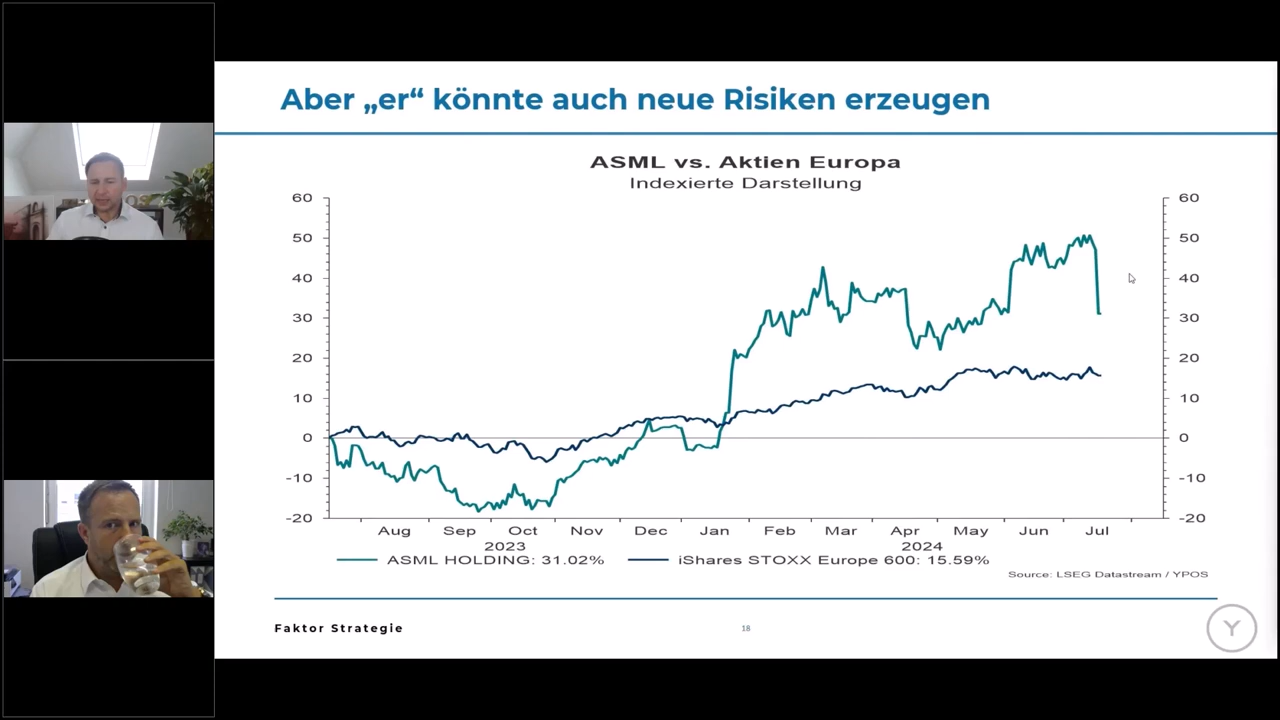 Aber „er“ könnte auch neue Risiken erzeugen
ASML vs. Aktien Europa
Indexierte Darstellung
60 60
50 50
40 40
30 30
20 20
10 10
0 0
-10 -10
-20 -20
Aug Sep Oct Nov Dec Jan Feb Mar Apr May Jun Jul
2023 2024
ASML HOLDING: 31.02% iShares STOXX Europe 600: 15.59%
Source: LSEG Datastream / YPOS
Faktor Strategie 18
Y